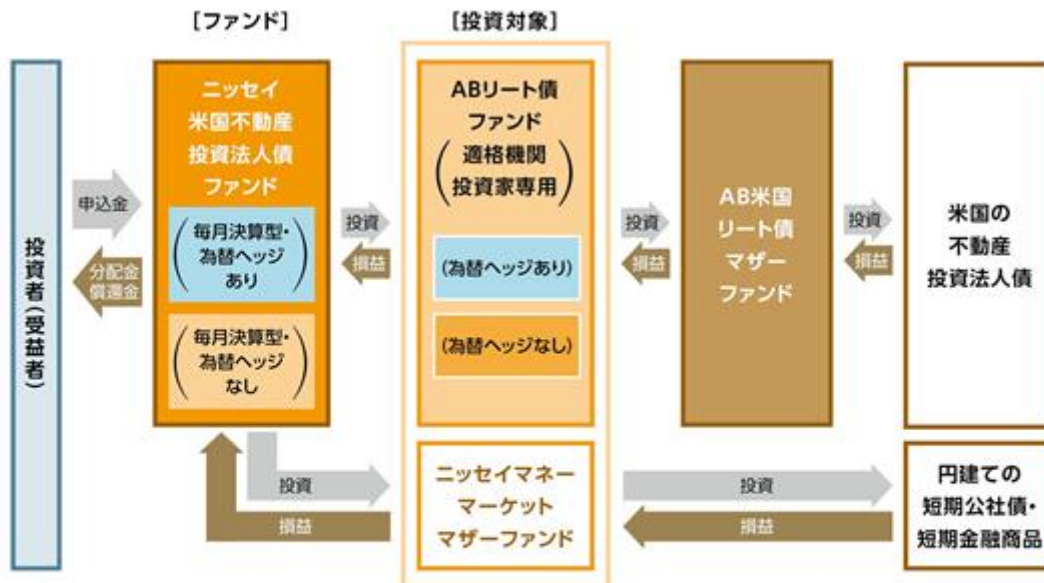 [ファンド]
[投資対象]
投資者(受益者)
申込金
分配金
償還金
ニッセイ
米国不動産
投資法人債
ファンド
(毎月決算型・
為替ヘッジ
あり)
(毎月決算型・
為替ヘッジ
なし)
投資
損益
ABリート債
ファンド
(適格機関
投資家専用)
(為替ヘッジあり)
(為替ヘッジなし)
投資
損益
AB米国
リート債
マザー
ファンド
投資
損益
米国の
不動産
投資法人債
投資
損益
ニッセイマネー
マーケット
マザーファンド
投資
損益
円建ての
短期公社債・
短期金融商品